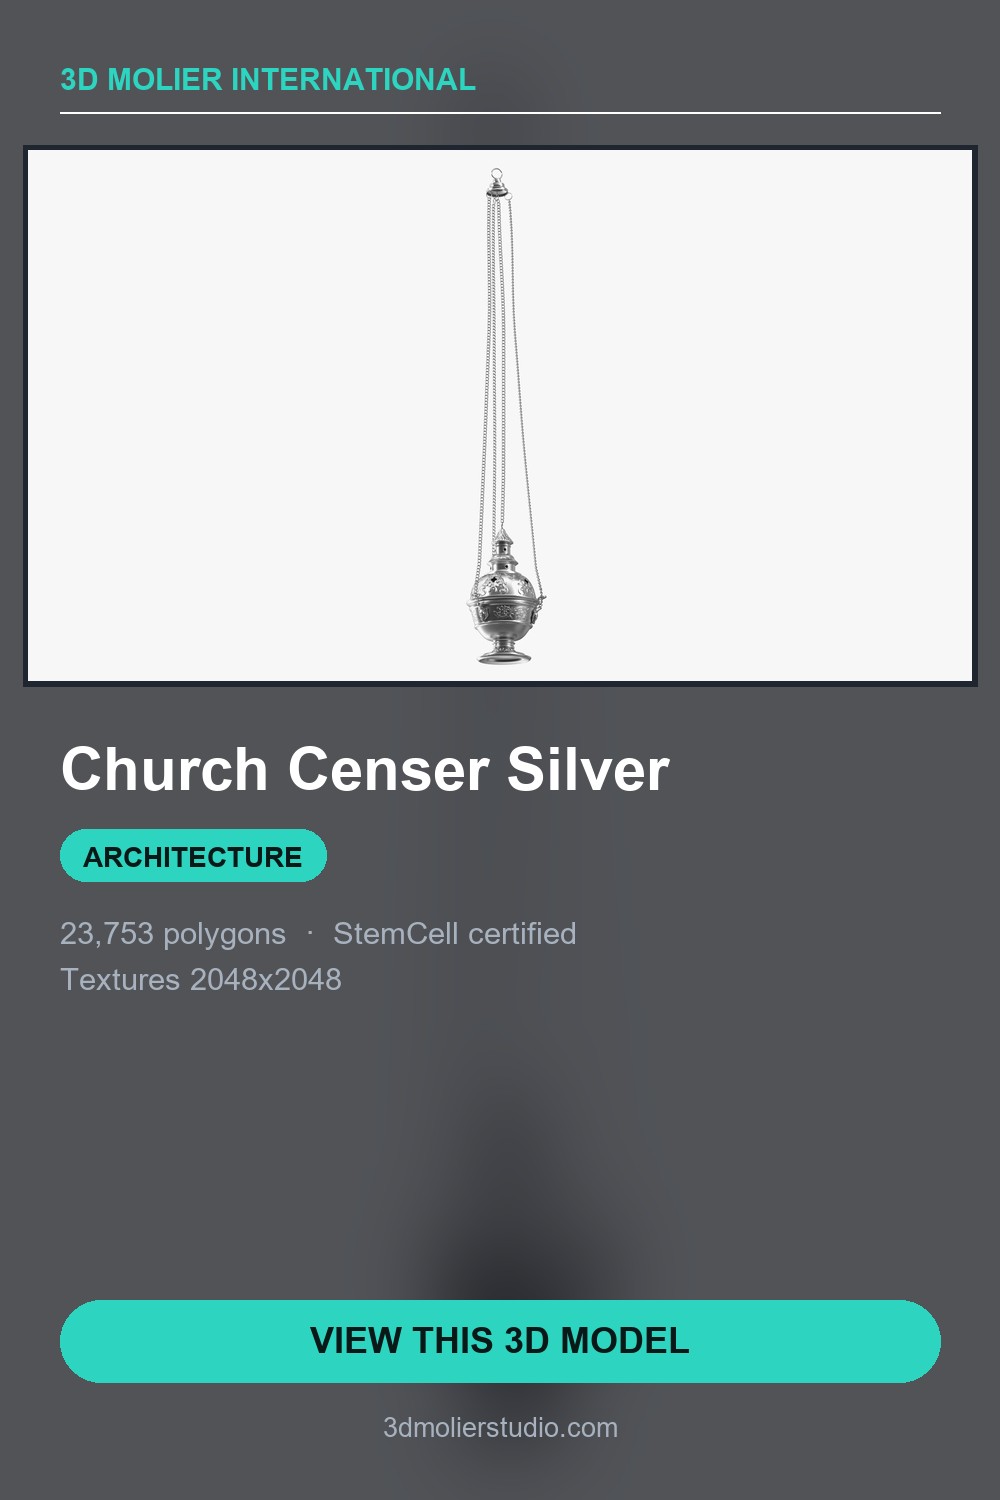 3D MOLIER INTERNATIONAL
Church Censer Silver
ARCHITECTURE
23,753 polygons · StemCell certified
Textures 2048x2048
VIEW THIS 3D MODEL
3dmolierstudio.com